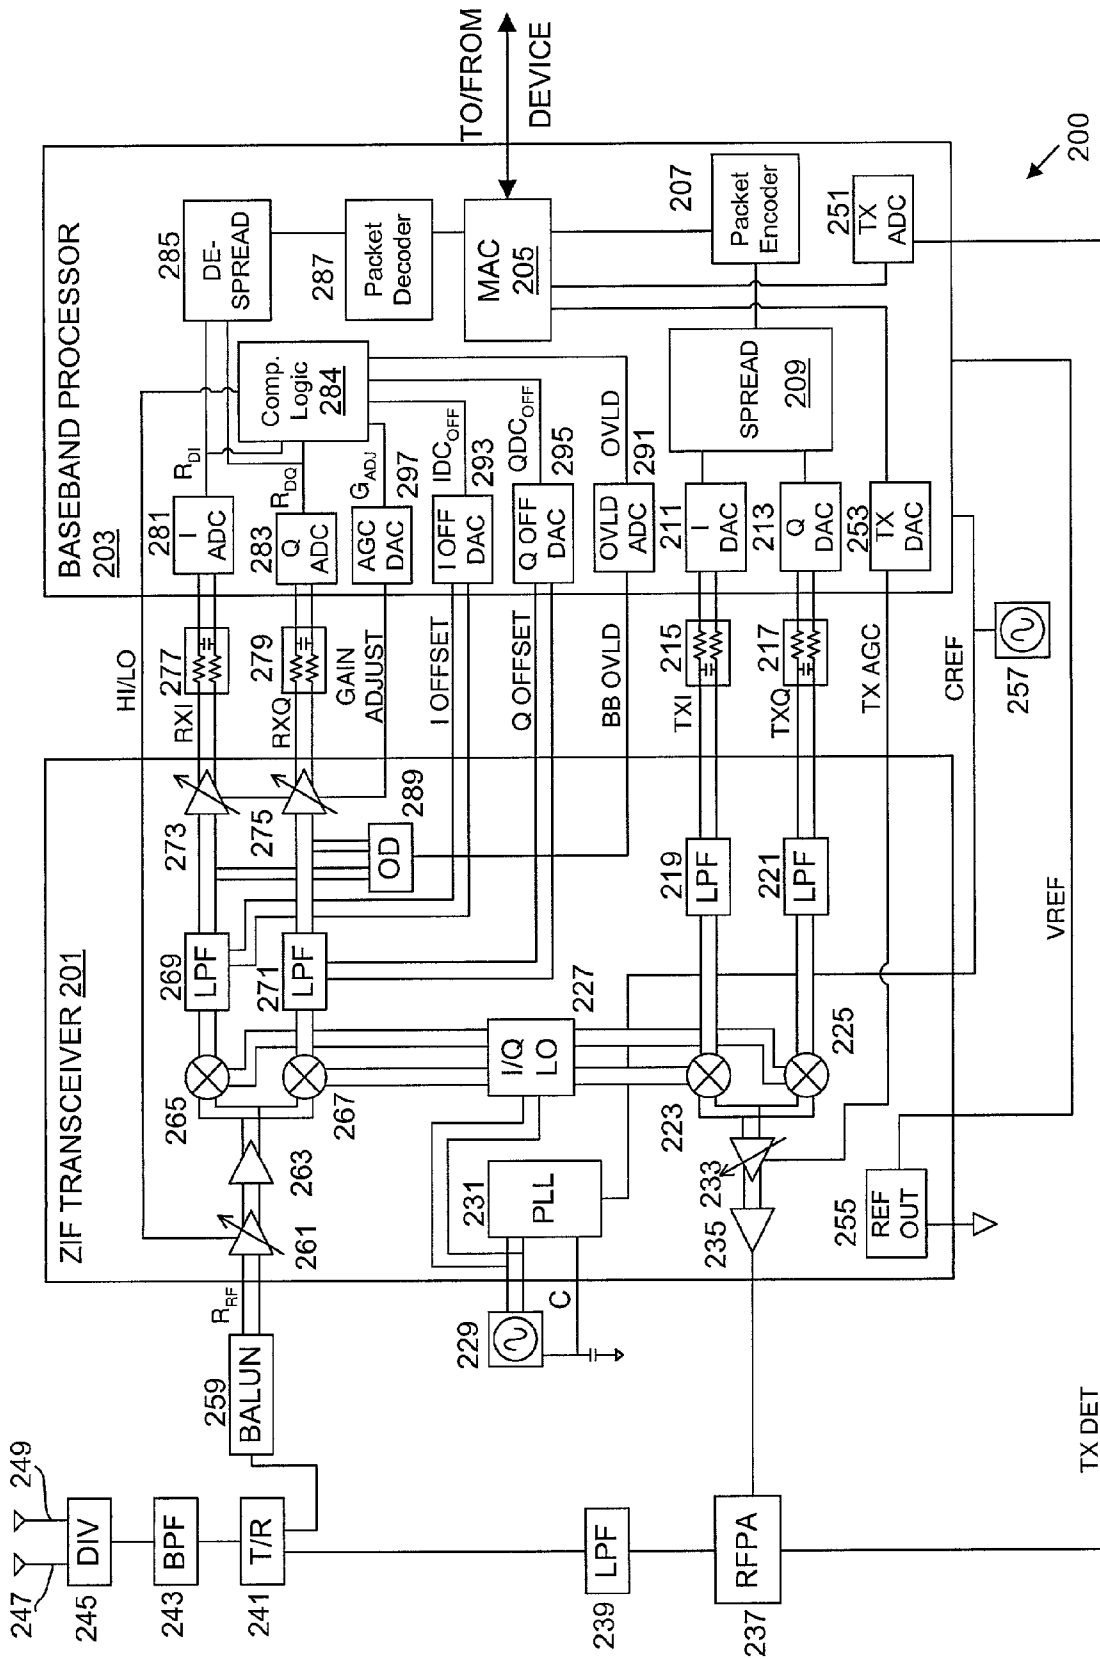 247
249
245
DIV
243
BPF
241
T/R
259
BALUN
R_RF
239
LPF
237
RFPA
TX DET
ZIF TRANSCEIVER 201
261
263
265
267
269
LPF
271
LPF
273
275
OD
289
229
C
231
PLL
I/Q
LO
227
223
225
233
235
219
LPF
221
LPF
255
REF
OUT
HI/LO
RXI
277
RXQ
279
GAIN
ADJUST
I OFFSET
Q OFFSET
BB OVLD
TXI
215
TXQ
217
TX AGC
CREF
257
VREF
BASEBAND PROCESSOR
203
281
I
ADC
R_DI
283
Q
ADC
R_DQ
AGC
DAC
297
G_ADJ
I OFF
DAC
293
IDC_OFF
Q OFF
DAC
295
QDC_OFF
OVLD
ADC
291
OVLD
211
I
DAC
213
Q
DAC
253
TX
DAC
Comp.
Logic
284
285
DE-
SPREAD
287
Packet
Decoder
MAC
205
SPREAD
209
207
Packet
Encoder
251
TX
ADC
TO/FROM
DEVICE
200